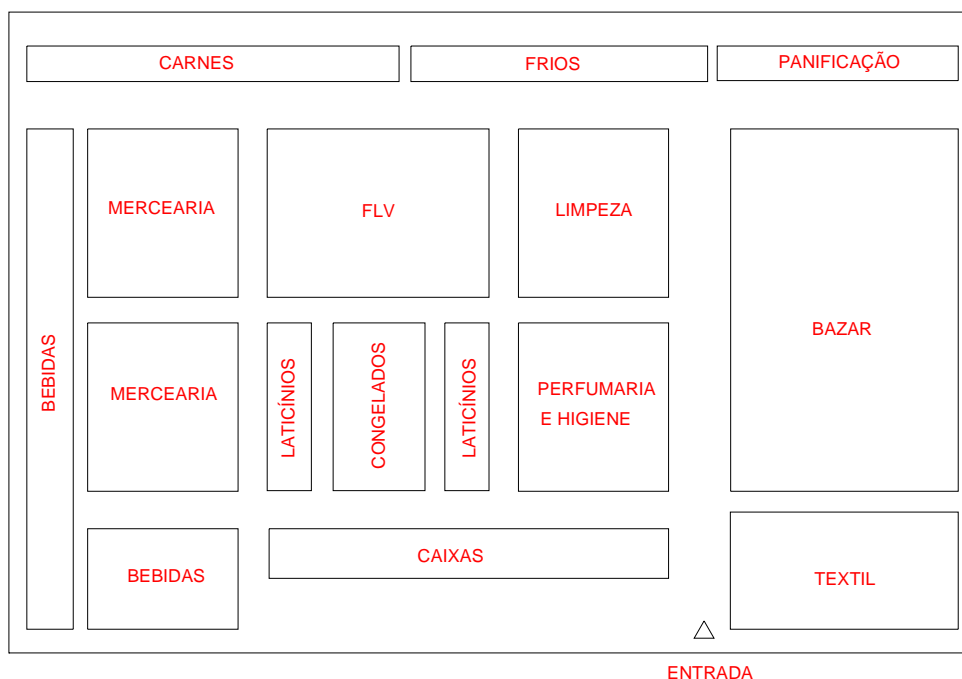 CARNES
FRIOS
PANIFICAÇÃO
MERCEARIA
FLV
LIMPEZA
BAZAR
BEBIDAS
MERCEARIA
LATICÍNIOS
CONGELADOS
LATICÍNIOS
PERFUMARIA
E HIGIENE
BEBIDAS
CAIXAS
TEXTIL
ENTRADA